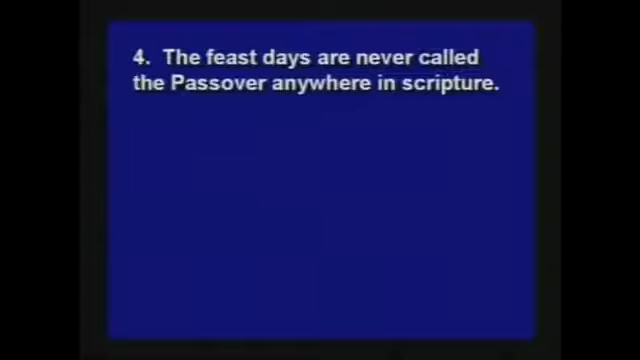 4. The feast days are never called
the Passover anywhere in scripture.